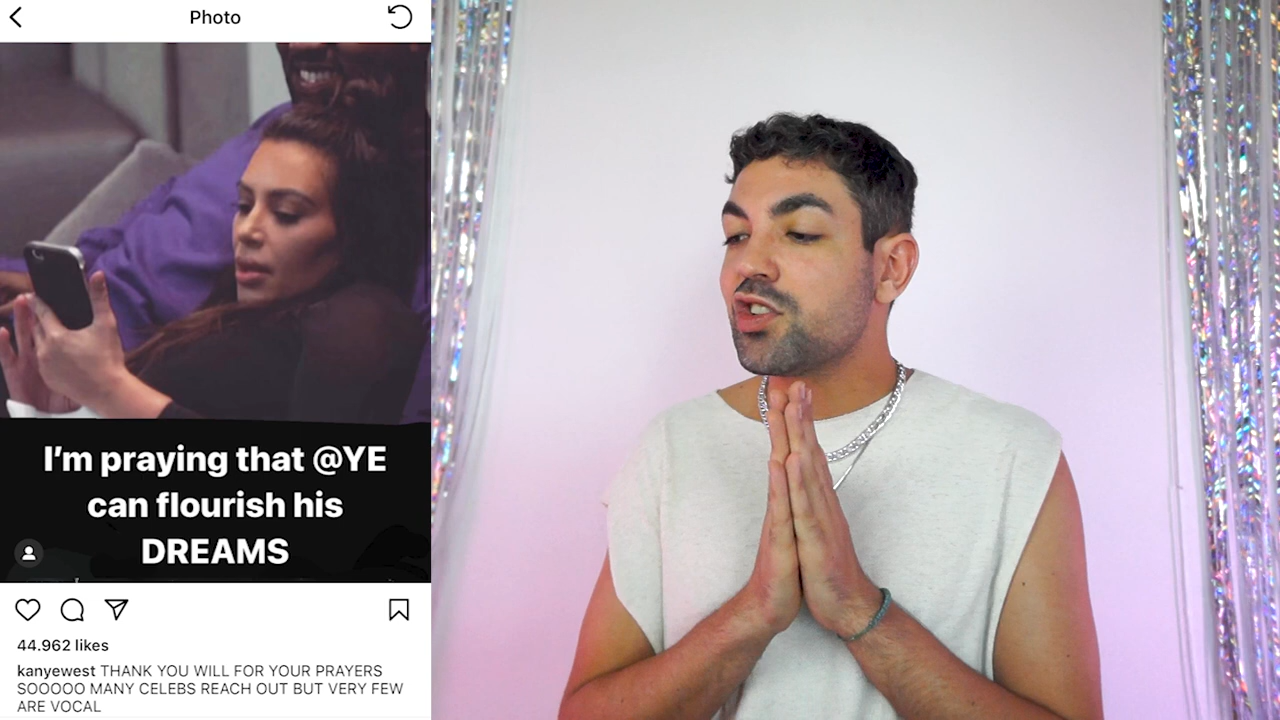 Photo
I'm praying that @YE
can flourish his
DREAMS
44.962 likes
kanyewest THANK YOU WILL FOR YOUR PRAYERS
SOOOOO MANY CELEBS REACH OUT BUT VERY FEW
ARE VOCAL